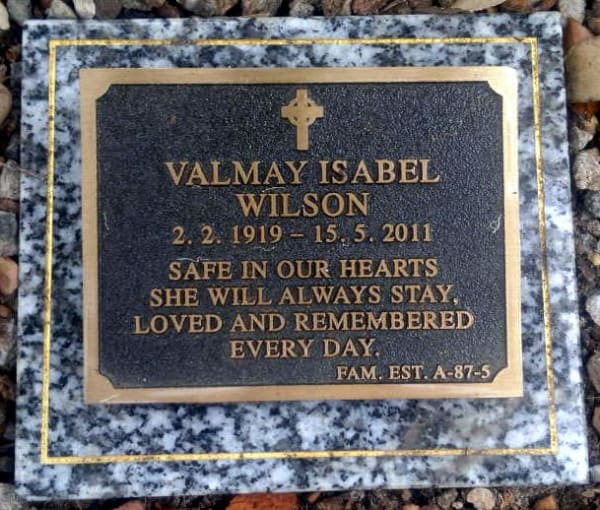 VALMAY ISABEL
WILSON
2. 2. 1919 – 15. 5. 2011
SAFE IN OUR HEARTS
SHE WILL ALWAYS STAY,
LOVED AND REMEMBERED
EVERY DAY.
FAM. EST. A-87-5